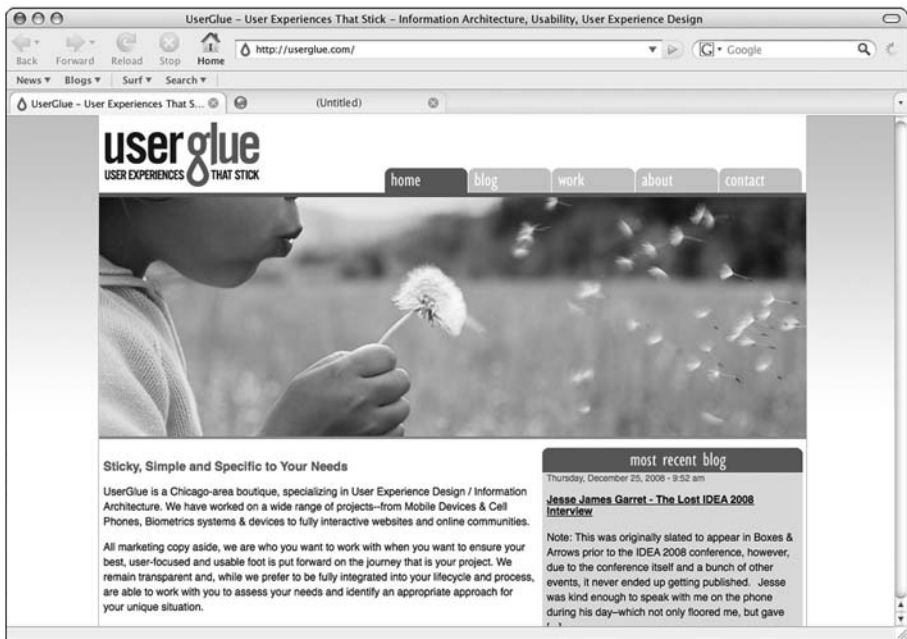 UserGlue – User Experiences That Stick – Information Architecture, Usability, User Experience Design
Back Forward Reload Stop Home http://userglue.com/ G Google
News Blogs Surf Search
UserGlue – User Experiences That S... (Untitled)
user glue
USER EXPERIENCES THAT STICK
home blog work about contact
Sticky, Simple and Specific to Your Needs
UserGlue is a Chicago-area boutique, specializing in User Experience Design / Information
Architecture. We have worked on a wide range of projects--from Mobile Devices & Cell
Phones, Biometrics systems & devices to fully interactive websites and online communities.
All marketing copy aside, we are who you want to work with when you want to ensure your
best, user-focused and usable foot is put forward on the journey that is your project. We
remain transparent and, while we prefer to be fully integrated into your lifecycle and process,
are able to work with you to assess your needs and identify an appropriate approach for
your unique situation.
most recent blog
Thursday, December 25, 2008 - 9:52 am
Jesse James Garret - The Lost IDEA 2008
Interview
Note: This was originally slated to appear in Boxes &
Arrows prior to the IDEA 2008 conference, however,
due to the conference itself and a bunch of other
events, it never ended up getting published. Jesse
was kind enough to speak with me on the phone
during his day–which not only floored me, but gave